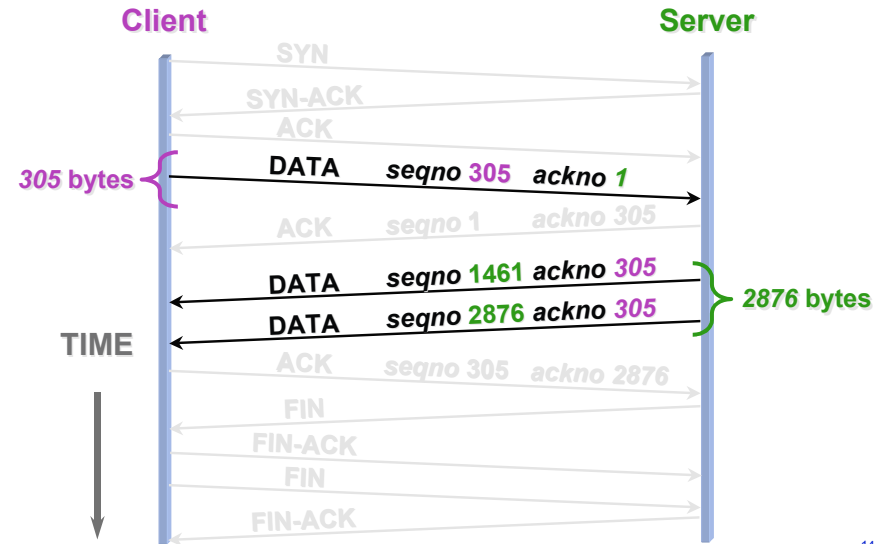 Client Server
SYN
SYN-ACK
ACK
305 bytes
DATA seqno 305 ackno 1
ACK seqno 1 ackno 305
DATA seqno 1461 ackno 305
2876 bytes
DATA seqno 2876 ackno 305
TIME
ACK seqno 305 ackno 2876
FIN
FIN-ACK
FIN
FIN-ACK